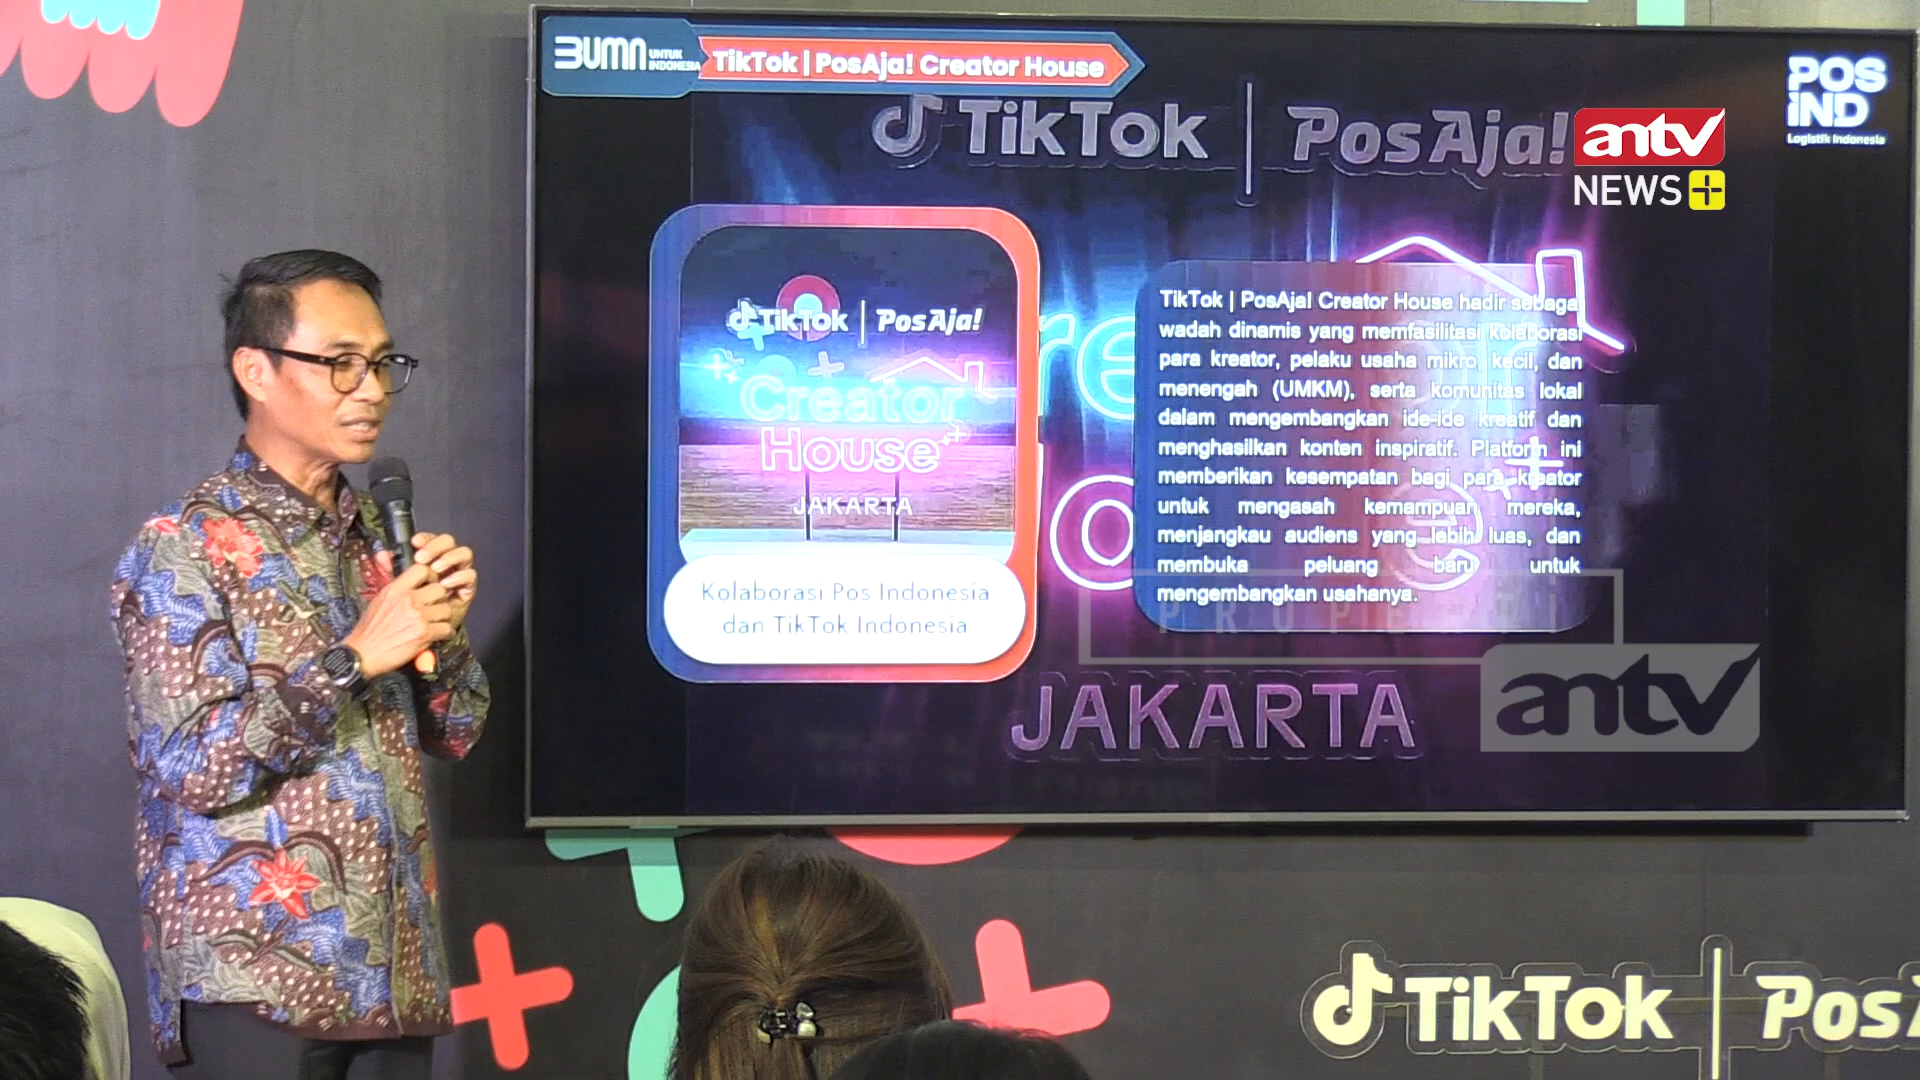 BUMN UNTUK INDONESIA
TikTok | PosAja! Creator House
POS IND
Logistik Indonesia
TikTok | PosAja!
antv
NEWS +
TikTok | PosAja!
Creator
House
JAKARTA
Kolaborasi Pos Indonesia
dan TikTok Indonesia
TikTok | PosAja! Creator House hadir sebagai
wadah dinamis yang memfasilitasi kolaborasi
para kreator, pelaku usaha mikro, kecil, dan
menengah (UMKM), serta komunitas lokal
dalam mengembangkan ide-ide kreatif dan
menghasilkan konten inspiratif. Platform ini
memberikan kesempatan bagi para kreator
untuk mengasah kemampuan mereka,
menjangkau audiens yang lebih luas, dan
membuka peluang baru untuk
mengembangkan usahanya.
PROPERTI
antv
JAKARTA
TikTok | PosA